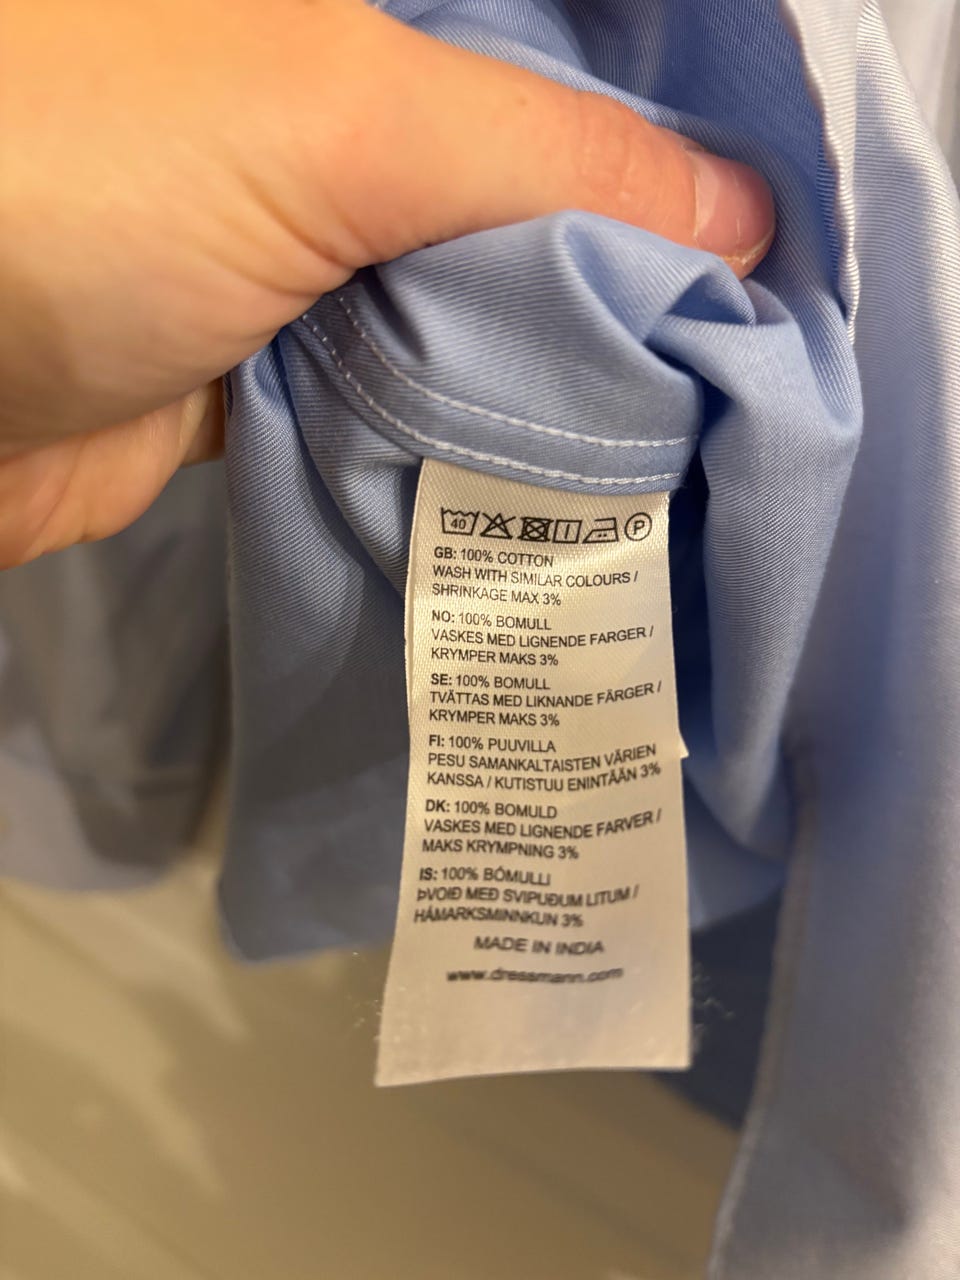 40 P
GB: 100% COTTON
WASH WITH SIMILAR COLOURS /
SHRINKAGE MAX 3%
NO: 100% BOMULL
VASKES MED LIGNENDE FARGER /
KRYMPER MAKS 3%
SE: 100% BOMULL
TVÄTTAS MED LIKNANDE FÄRGER /
KRYMPER MAKS 3%
FI: 100% PUUVILLA
PESU SAMANKALTAISTEN VÄRIEN
KANSSA / KUTISTUU ENINTÄÄN 3%
DK: 100% BOMULD
VASKES MED LIGNENDE FARVER /
MAKS KRYMPNING 3%
IS: 100% BÓMULLI
ÞVOIÐ MEÐ SVIPUÐUM LITUM /
HÁMARKSMINNKUN 3%
MADE IN INDIA
www.dressmann.com